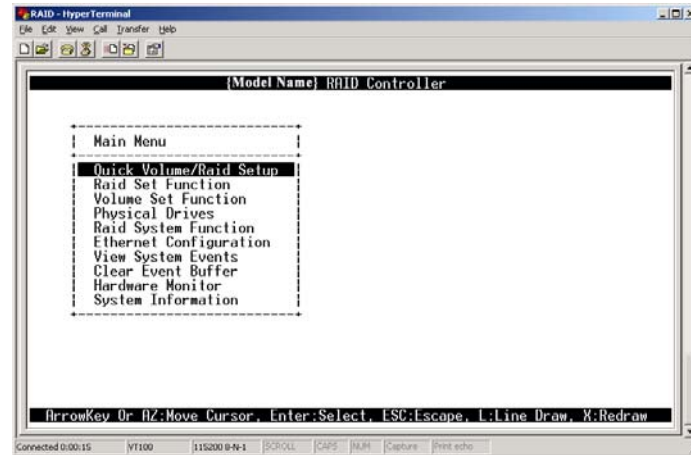 RAID - HyperTerminal
File Edit View Call Transfer Help
{Model Name} RAID Controller
Main Menu
Quick Volume/Raid Setup
Raid Set Function
Volume Set Function
Physical Drives
Raid System Function
Ethernet Configuration
View System Events
Clear Event Buffer
Hardware Monitor
System Information
ArrowKey Or AZ:Move Cursor, Enter:Select, ESC:Escape, L:Line Draw, X:Redraw
Connected 0:00:15 VT100 115200 8-N-1 SCROLL CAPS NUM Capture Print echo